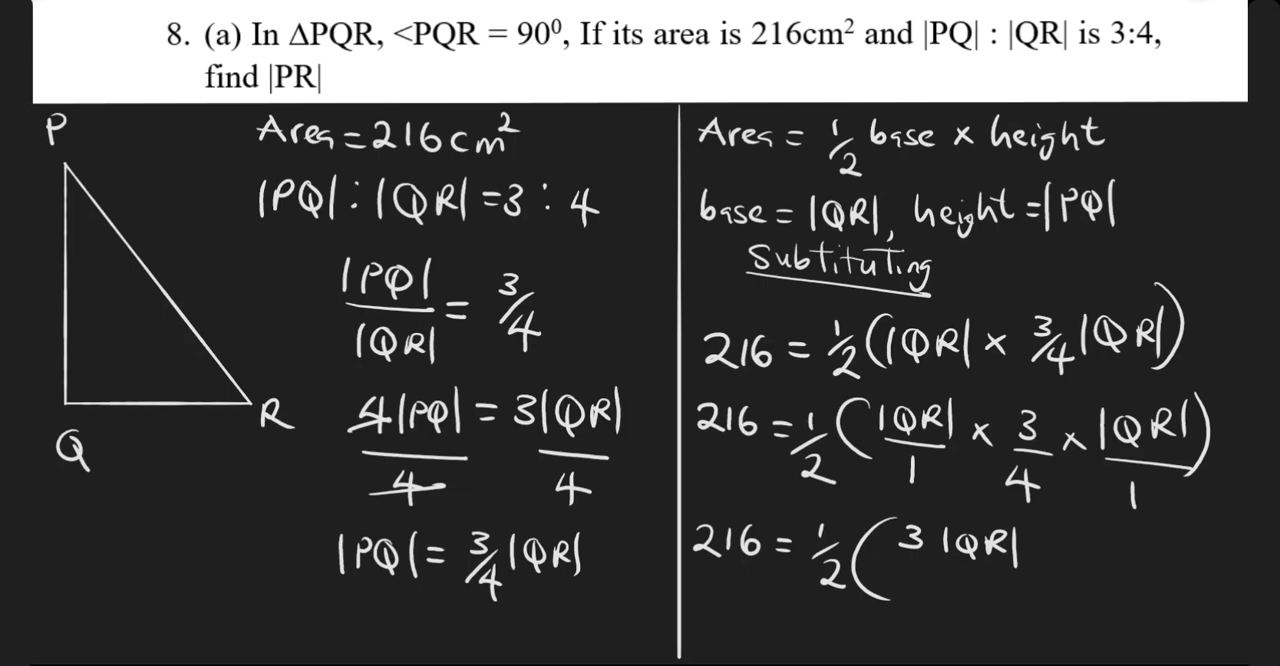 8. (a) In ΔPQR, <PQR = 90⁰, If its area is 216cm² and |PQ| : |QR| is 3:4,
find |PR|
P
Q
R
Area = 216cm²
|PQ| : |QR| = 3 : 4
|PQ|/|QR| = 3/4
4|PQ|/4 = 3|QR|/4
|PQ| = 3/4 |QR|
Area = 1/2 base x height
base = |QR|, height = |PQ|
Subtituting
216 = 1/2 (|QR| x 3/4 |QR|)
216 = 1/2 (|QR|/1 x 3/4 x |QR|/1)
216 = 1/2 ( 3 |QR|